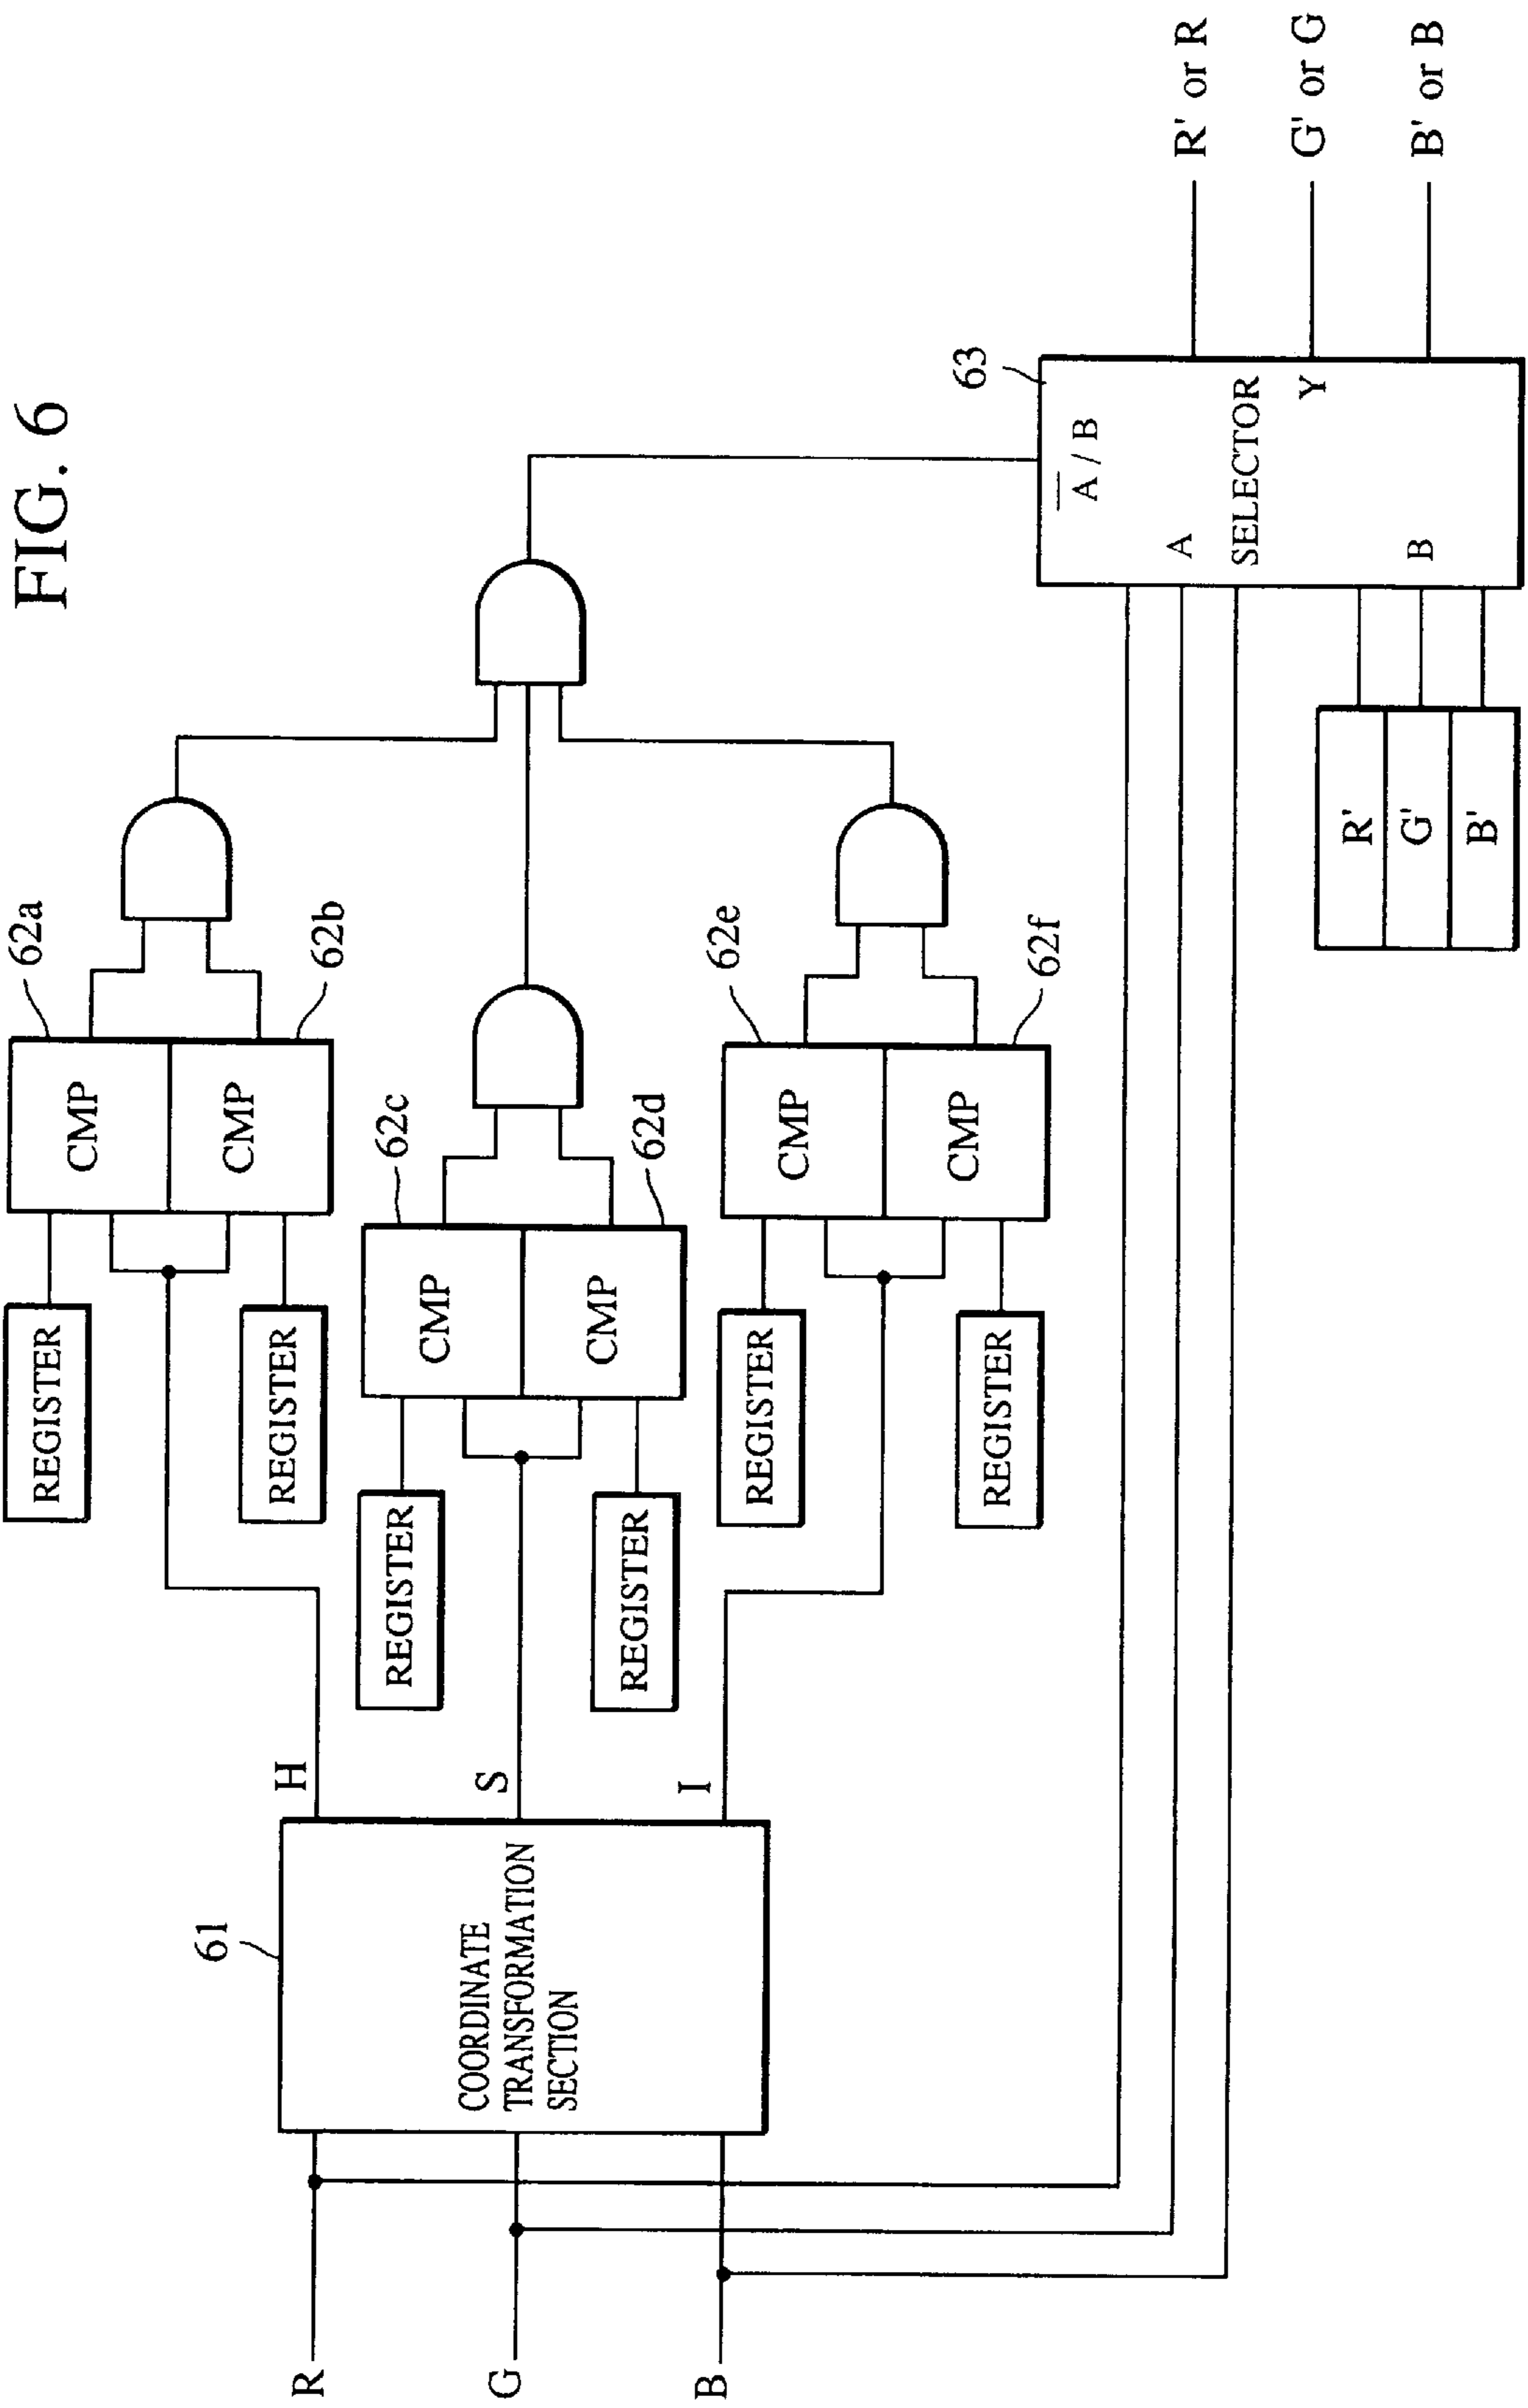 FIG. 6
R
G
B
61
COORDINATE
TRANSFORMATION
SECTION
H
S
I
REGISTER
REGISTER
REGISTER
REGISTER
REGISTER
REGISTER
62a
CMP
CMP
62b
62c
CMP
CMP
62d
62e
CMP
CMP
62f
63
A / B
A
SELECTOR
Y
B
R'
G'
B'
R' or R
G' or G
B' or B